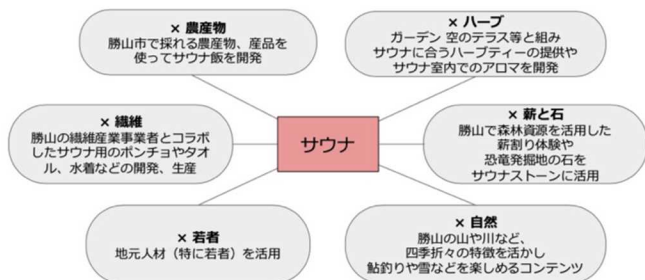 × 農産物
勝山市で採れる農産物、産品を
使ってサウナ飯を開発
× ハーブ
ガーデン 空のテラス等と組み
サウナに合うハーブティーの提供や
サウナ室内でのアロマを開発
× 繊維
勝山の繊維産業事業者とコラボ
したサウナ用のポンチョやタオ
ル、水着などの開発、生産
サウナ
× 薪と石
勝山で森林資源を活用した
薪割り体験や
恐竜発掘地の石を
サウナストーンに活用
× 若者
地元人材（特に若者）を活用
× 自然
勝山の山や川など、
四季折々の特徴を活かし
鮎釣りや雪などを楽しめるコンテンツ